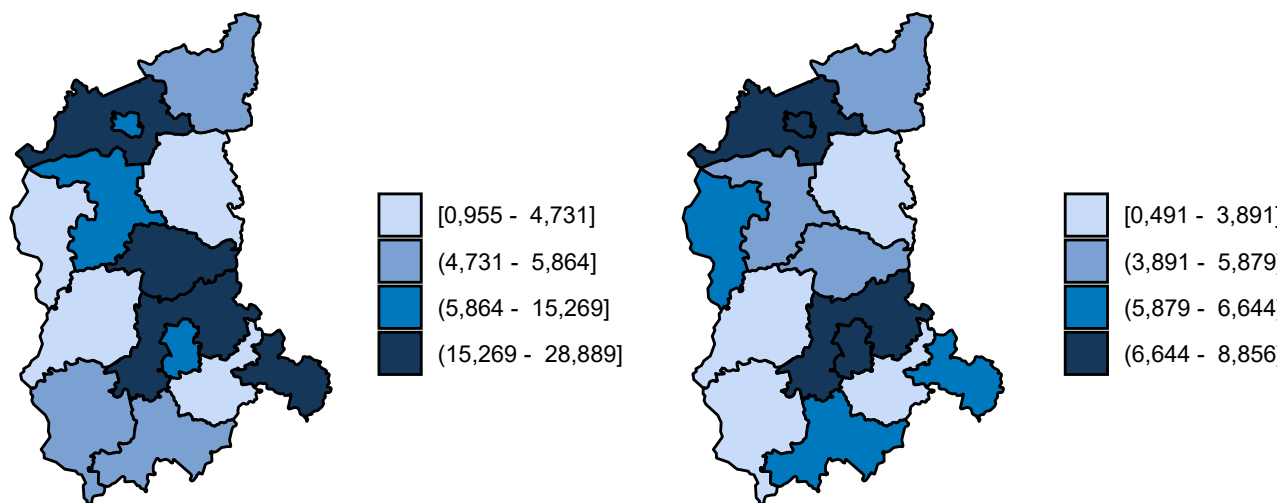 [0,955 - 4,731]
(4,731 - 5,864]
(5,864 - 15,269]
(15,269 - 28,889]
[0,491 - 3,891]
(3,891 - 5,879]
(5,879 - 6,644]
(6,644 - 8,856]